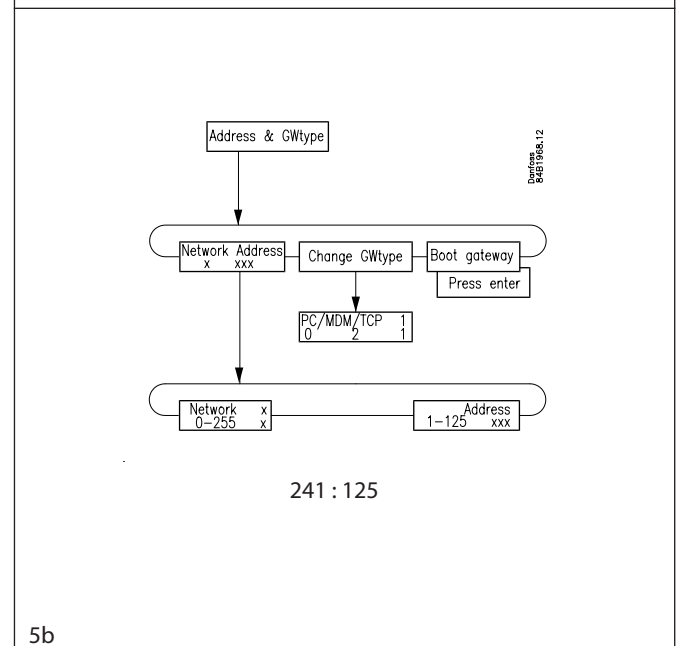 Address & GWtype
Danfoss
84B1968.12
Network Address
x xxx
Change GWtype
Boot gateway
Press enter
PC/MDM/TCP 1
0 2 1
Network x
0–255 x
Address
1–125 xxx
241 : 125
5b